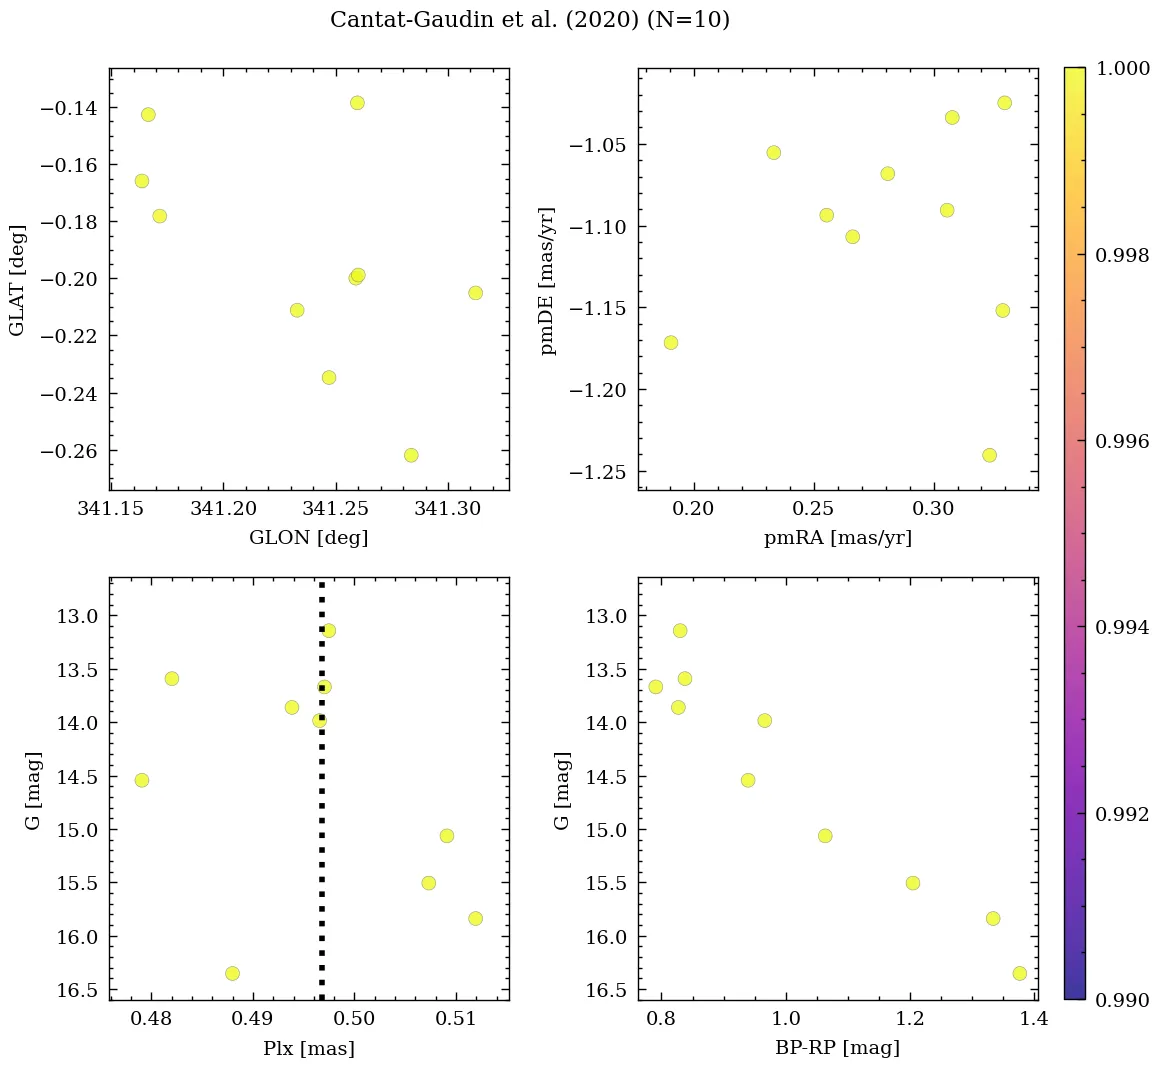 Cantat-Gaudin et al. (2020) (N=10)
−0.14
−0.16
−0.18
−0.20
−0.22
−0.24
−0.26
GLAT [deg]
341.15 341.20 341.25 341.30
GLON [deg]
−1.05
−1.10
−1.15
−1.20
−1.25
pmDE [mas/yr]
0.20 0.25 0.30
pmRA [mas/yr]
13.0
13.5
14.0
14.5
15.0
15.5
16.0
16.5
G [mag]
0.48 0.49 0.50 0.51
Plx [mas]
13.0
13.5
14.0
14.5
15.0
15.5
16.0
16.5
G [mag]
0.8 1.0 1.2 1.4
BP-RP [mag]
1.000
0.998
0.996
0.994
0.992
0.990